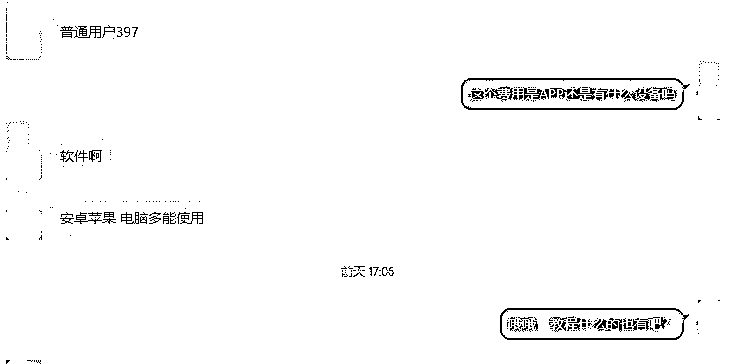 普通用户397
这个费用是APP还是有什么设备吗
软件啊
安卓苹果 电脑多能使用
前天 17:05
哦哦 教程什么的也有吧？